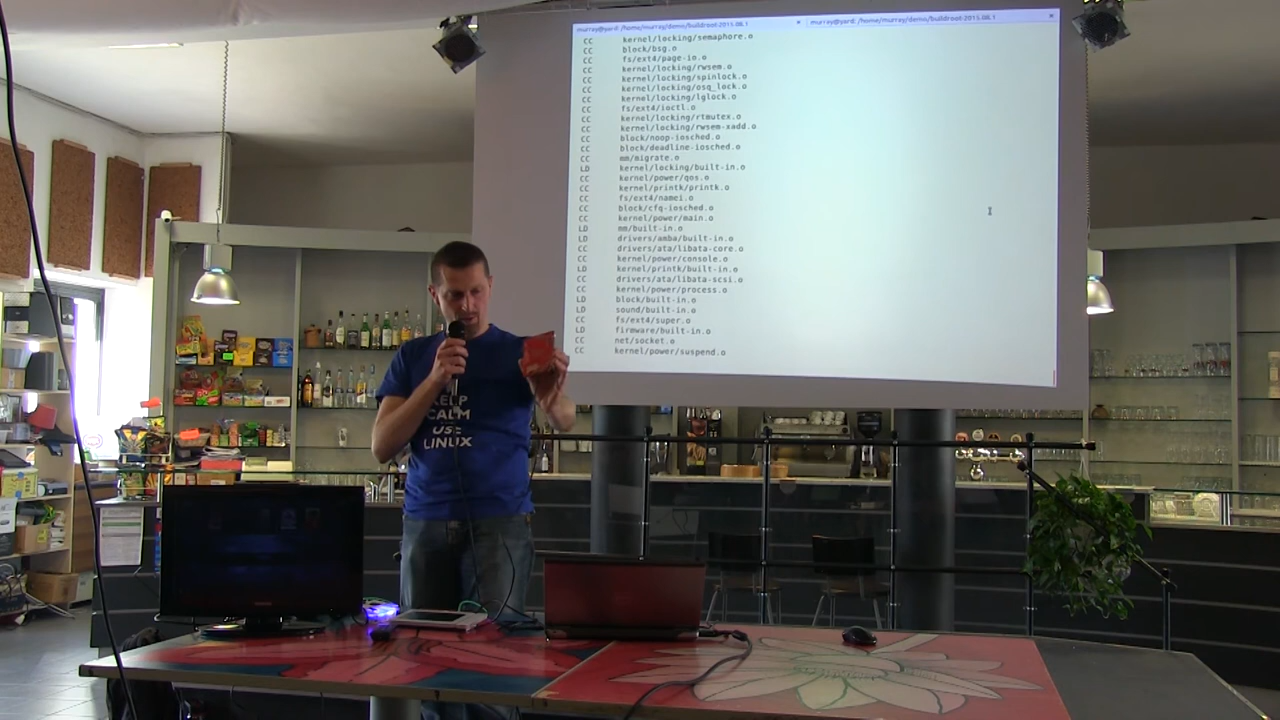 murray@yard: /home/murray/demo/buildroot-2015.08.1
murray@yard: /home/murray/demo/buildroot-2015.08.1
CC kernel/locking/semaphore.o
CC block/bsg.o
CC fs/ext4/page-io.o
CC kernel/locking/rwsem.o
CC kernel/locking/spinlock.o
CC kernel/locking/osq_lock.o
CC kernel/locking/lglock.o
CC fs/ext4/ioctl.o
CC kernel/locking/rtmutex.o
CC kernel/locking/rwsem-xadd.o
CC block/noop-iosched.o
CC block/deadline-iosched.o
CC mm/migrate.o
LD kernel/locking/built-in.o
CC kernel/power/qos.o
CC kernel/printk/printk.o
CC fs/ext4/namei.o
CC block/cfq-iosched.o
CC kernel/power/main.o
LD mm/built-in.o
LD drivers/amba/built-in.o
CC drivers/ata/libata-core.o
CC kernel/power/console.o
LD kernel/printk/built-in.o
CC drivers/ata/libata-scsi.o
CC kernel/power/process.o
LD block/built-in.o
LD sound/built-in.o
CC fs/ext4/super.o
LD firmware/built-in.o
CC net/socket.o
CC kernel/power/suspend.o
KEEP
CALM
USE
LINUX